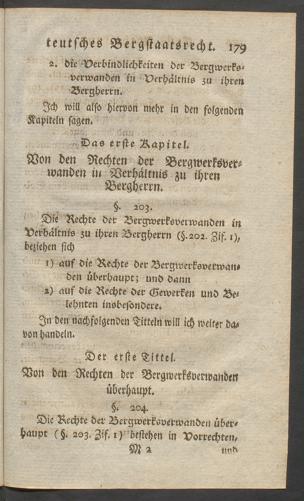 teutsches Bergstaatsrecht. 179
2. die Verbindlichkeiten der Bergwerks-
verwanden in Verhältnis zu ihren
Bergherrn.
Ich will also hiervon mehr in den folgenden
Kapiteln sagen.
Das erste Kapitel.
Von den Rechten der Bergwerksver-
wanden in Verhältnis zu ihren
Bergherrn.
§. 203.
Die Rechte der Bergwerksverwanden in
Verhältnis zu ihren Bergherrn (§. 202. Zif. 1),
beziehen sich
1) auf die Rechte der Bergwerksverwan-
den überhaupt; und dann
2) auf die Rechte der Gewerken und Be-
lehnten insbesondere.
In den nachfolgenden Titteln will ich weiter da-
von handeln.
Der erste Tittel.
Von den Rechten der Bergwerksverwanden
überhaupt.
§. 204.
Die Rechte der Bergwerksverwanden über-
haupt (§. 203. Zif. 1) bestehen in Vorrechten,
M 2 und